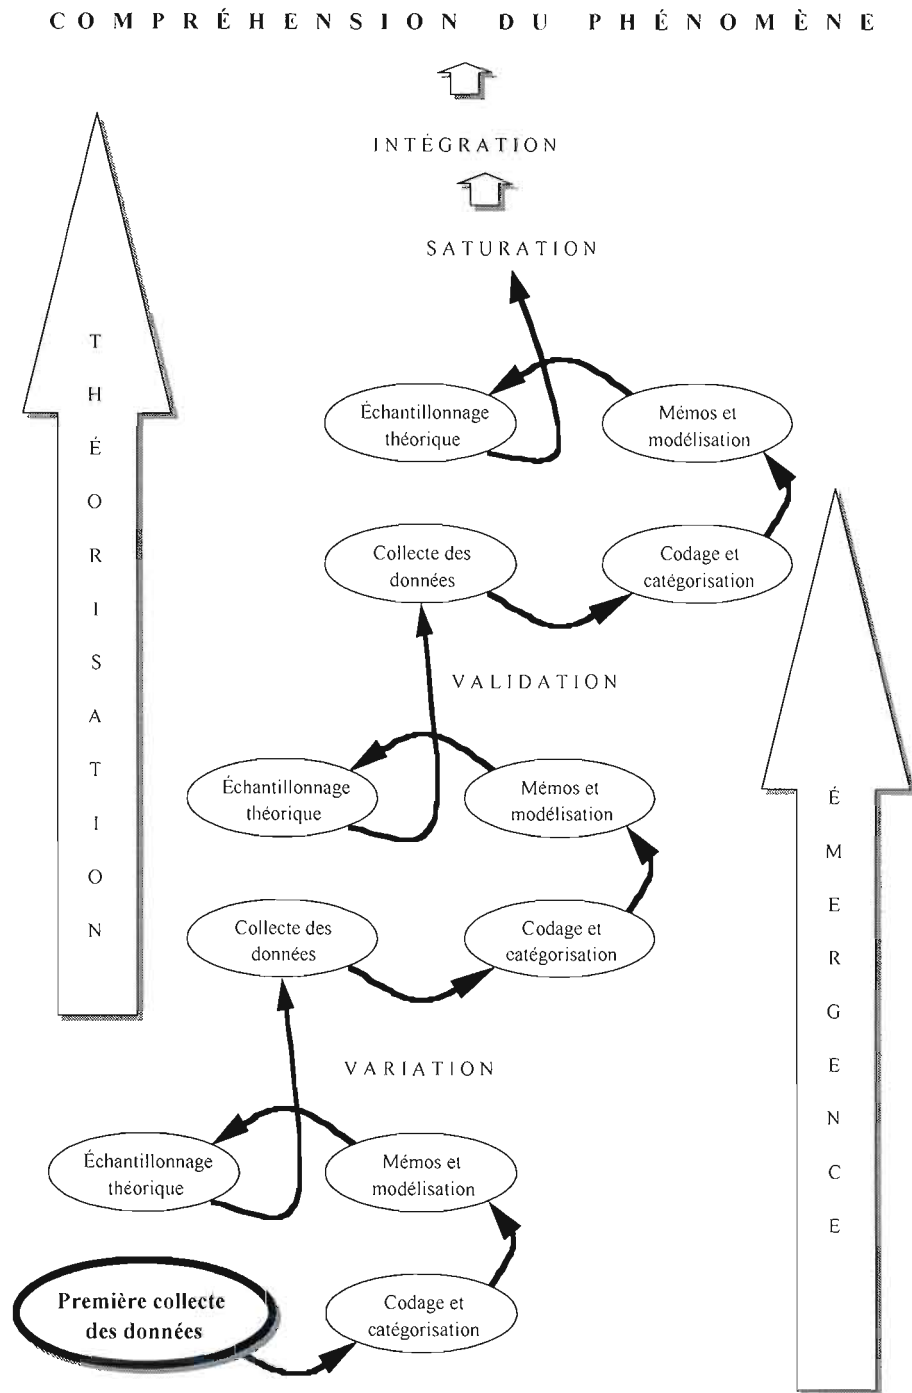 COMPRÉHENSION DU PHÉNOMÈNE
INTÉGRATION
SATURATION
THÉORISATION
Échantillonnage
théorique
Mémos et
modélisation
Collecte des
données
Codage et
catégorisation
VALIDATION
ÉMERGENCE
Échantillonnage
théorique
Mémos et
modélisation
Collecte des
données
Codage et
catégorisation
VARIATION
Échantillonnage
théorique
Mémos et
modélisation
Première collecte
des données
Codage et
catégorisation